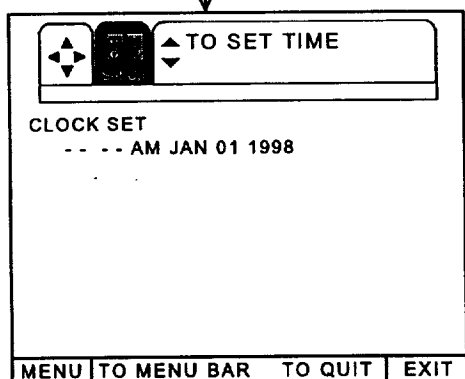 TO SET TIME
CLOCK SET
- - - - AM JAN 01 1998
MENU TO MENU BAR TO QUIT EXIT